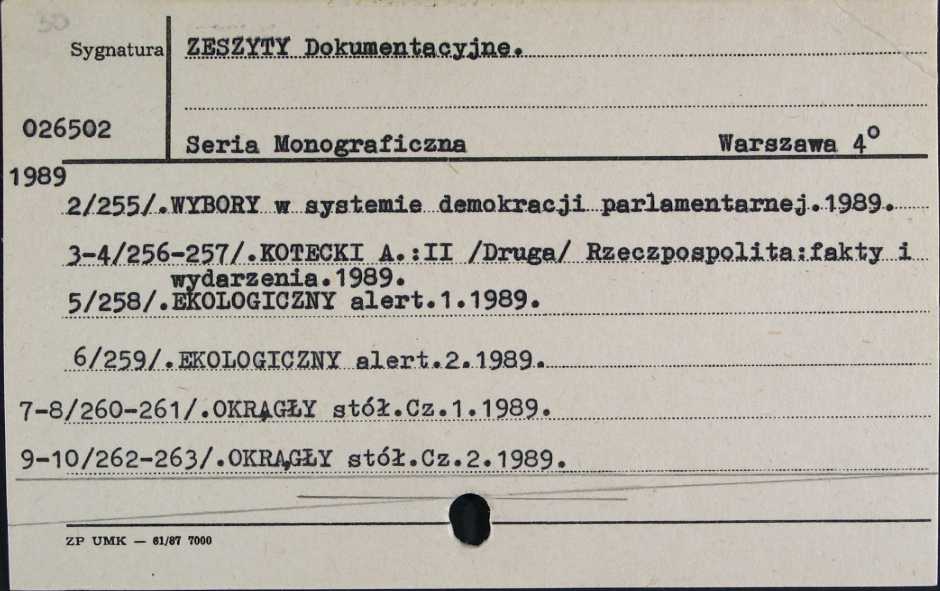 30
Sygnatura ZESZYTY Dokumentacyjne.
026502
Seria Monograficzna Warszawa 4°
1989
2/255/.WYBORY w systemie demokracji parlamentarnej.1989.
3-4/256-257/.KOTECKI A.:II /Druga/ Rzeczpospolita:fakty i
wydarzenia.1989.
5/258/.EKOLOGICZNY alert.1.1989.
6/259/.EKOLOGICZNY alert.2.1989.
7-8/260-261/.OKRĄGŁY stół.Cz.1.1989.
9-10/262-263/.OKRĄGŁY stół.Cz.2.1989.
ZP UMK — 61/87 7000